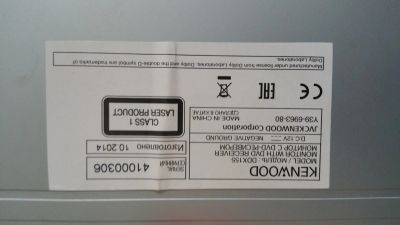 KENWOOD
MODEL / МОДЕЛЬ: DDX155
MONITOR WITH DVD RECEIVER
МОНИТОР С DVD-РЕСИВЕРОМ
D.C.12V NEGATIVE GROUND
JVCKENWOOD Corporation
MADE IN CHINA
СДЕЛАНО В КИТАЕ
Y39-9963-80
SERIAL
СЕРИЙНЫЙ
41000306
Изготовлено 10.2014
CLASS 1
LASER PRODUCT
EAC
CE
Manufactured under license from Dolby Laboratories. Dolby and the double-D symbol are trademarks of
Dolby Laboratories.